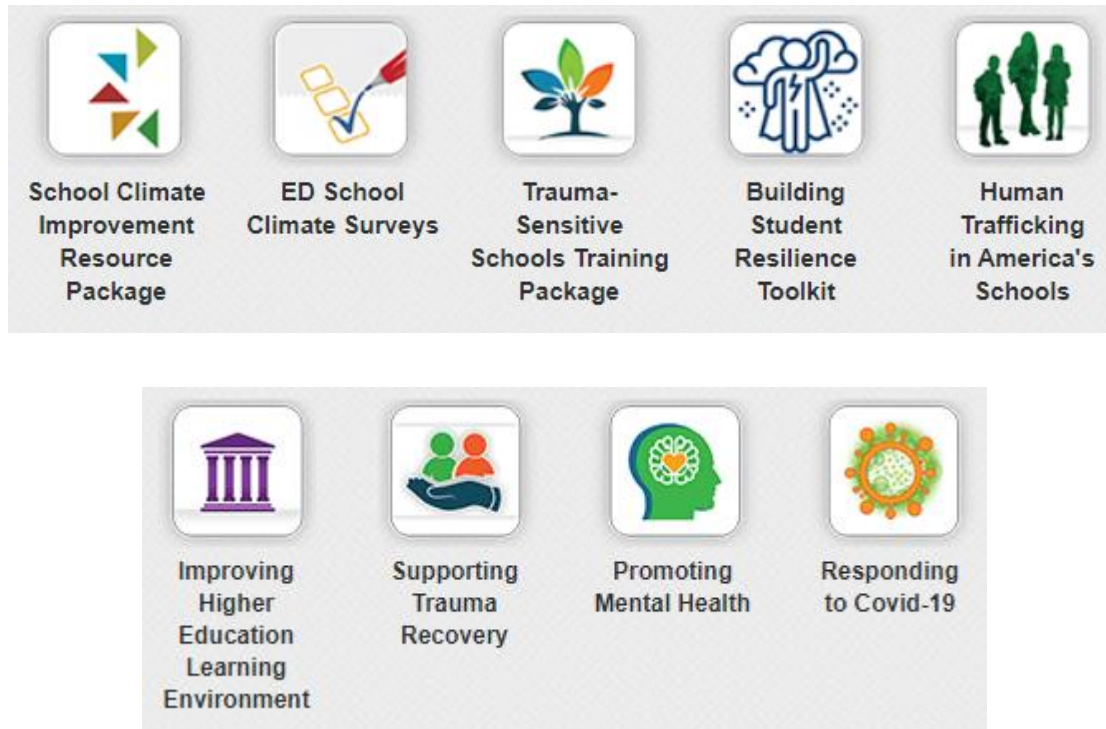 School Climate
Improvement
Resource
Package
ED School
Climate Surveys
Trauma-
Sensitive
Schools Training
Package
Building
Student
Resilience
Toolkit
Human
Trafficking
in America's
Schools
Improving
Higher
Education
Learning
Environment
Supporting
Trauma
Recovery
Promoting
Mental Health
Responding
to Covid-19